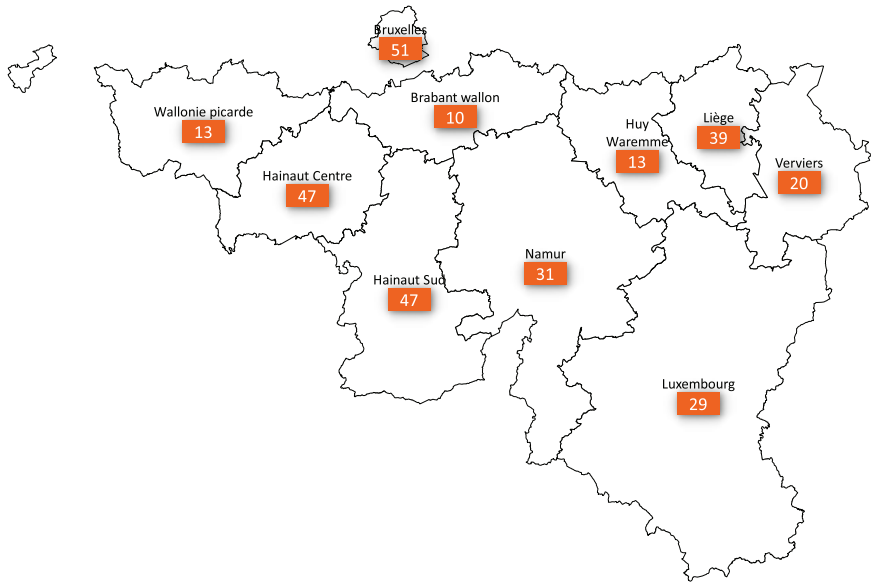 Bruxelles
51
Wallonie picarde
13
Brabant wallon
10
Huy
Waremme
13
Liège
39
Verviers
20
Hainaut Centre
47
Namur
31
Hainaut Sud
47
Luxembourg
29